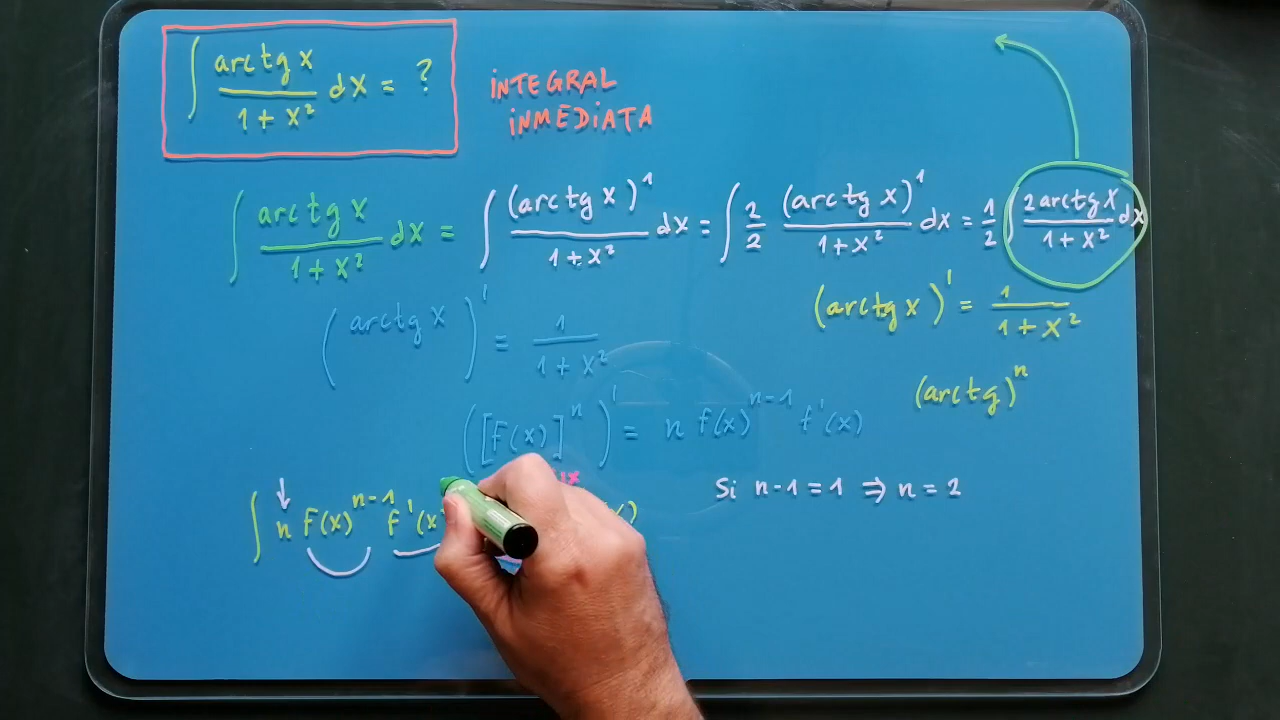 ∫ arctg x / 1 + x² dx = ?
INTEGRAL
INMEDIATA
∫ arctg x / 1 + x² dx = ∫ (arctg x)¹ / 1 + x² dx = ∫ 2/2 (arctg x)¹ / 1 + x² dx = 1/2 ∫ 2 arctg x / 1 + x² dx
(arctg x)' = 1 / 1 + x²
(arctg x)' = 1 / 1 + x²
(arctg)ⁿ
([f(x)]ⁿ)' = n f(x)ⁿ⁻¹ f'(x)
Si n-1 = 1 ⇒ n = 2
∫ n f(x)ⁿ⁻¹ f'(x